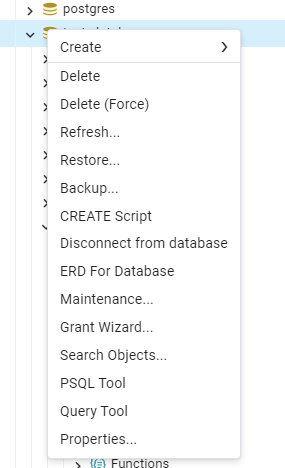 postgres
Create
Delete
Delete (Force)
Refresh...
Restore...
Backup...
CREATE Script
Disconnect from database
ERD For Database
Maintenance...
Grant Wizard...
Search Objects...
PSQL Tool
Query Tool
Properties...
Functions